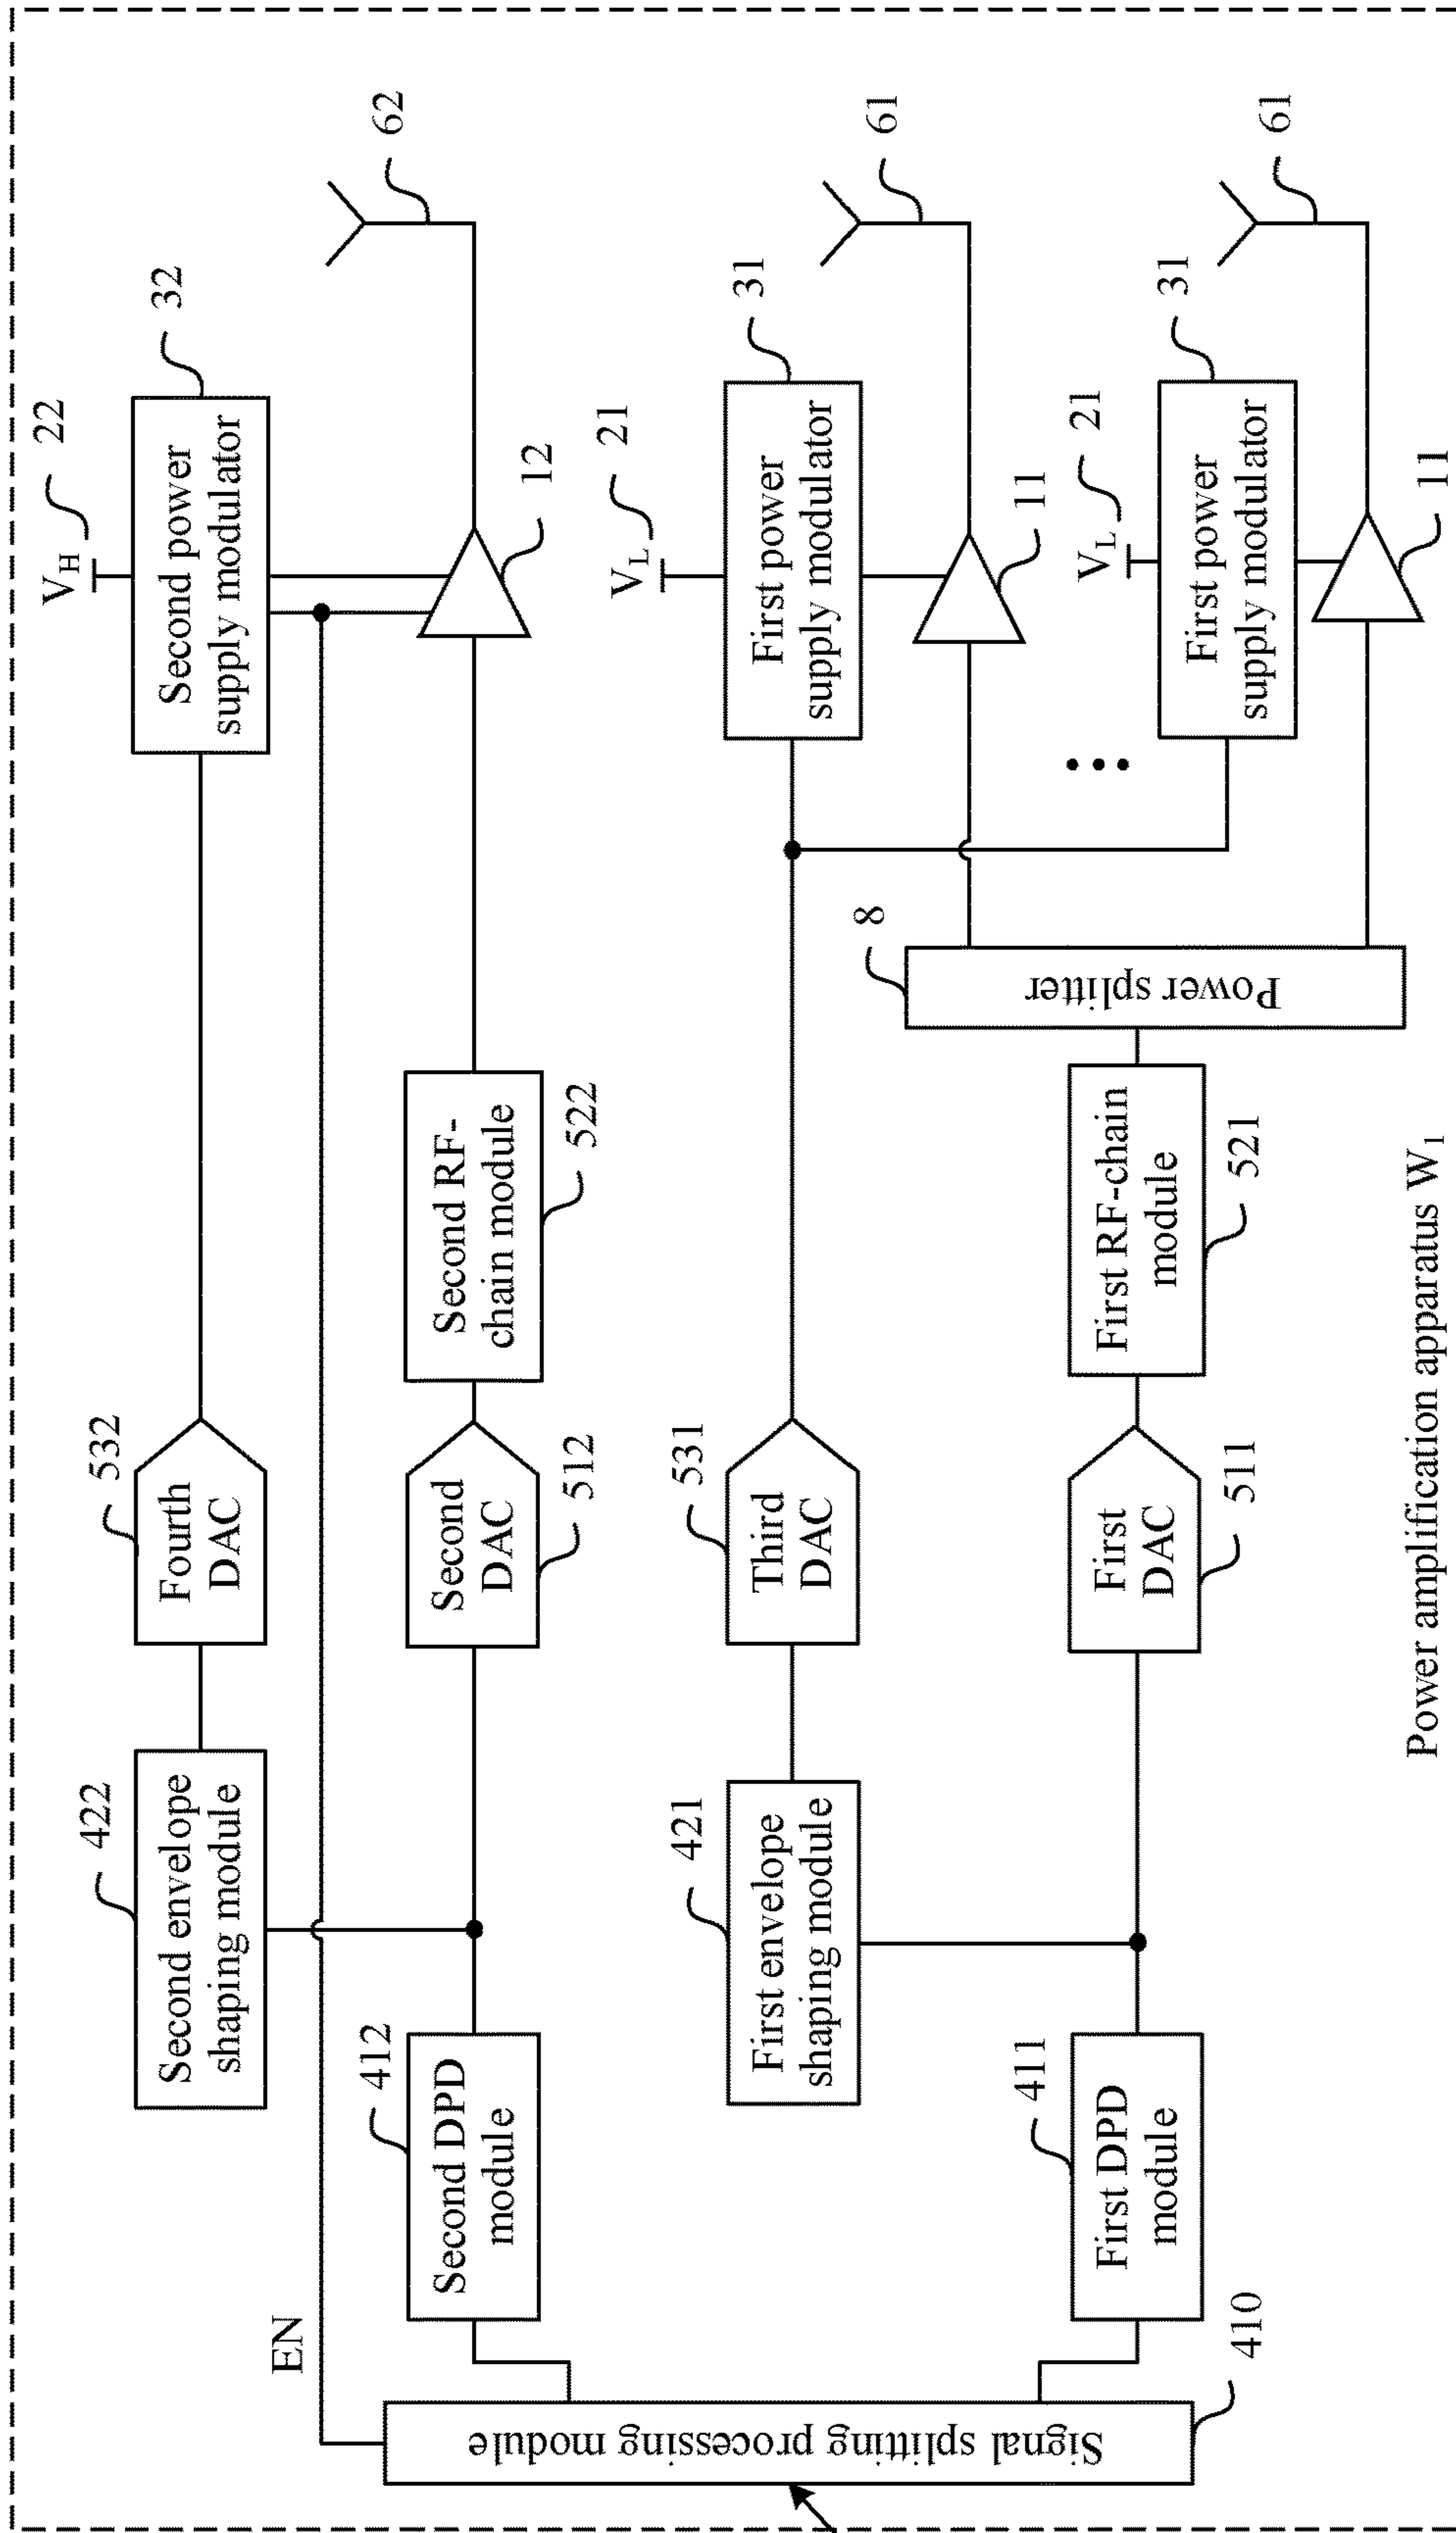 V_H
22
Second power
supply modulator
32
62
532
Fourth
DAC
422
Second envelope
shaping module
EN
412
Second DPD
module
Second
DAC
512
Second RF-
chain module
522
12
V_L
21
First power
supply modulator
31
61
11
531
Third
DAC
421
First envelope
shaping module
Signal splitting processing module
410
411
First DPD
module
First
DAC
511
First RF-chain
module
521
8
Power splitter
V_L
21
First power
supply modulator
31
61
11
Power amplification apparatus W₁